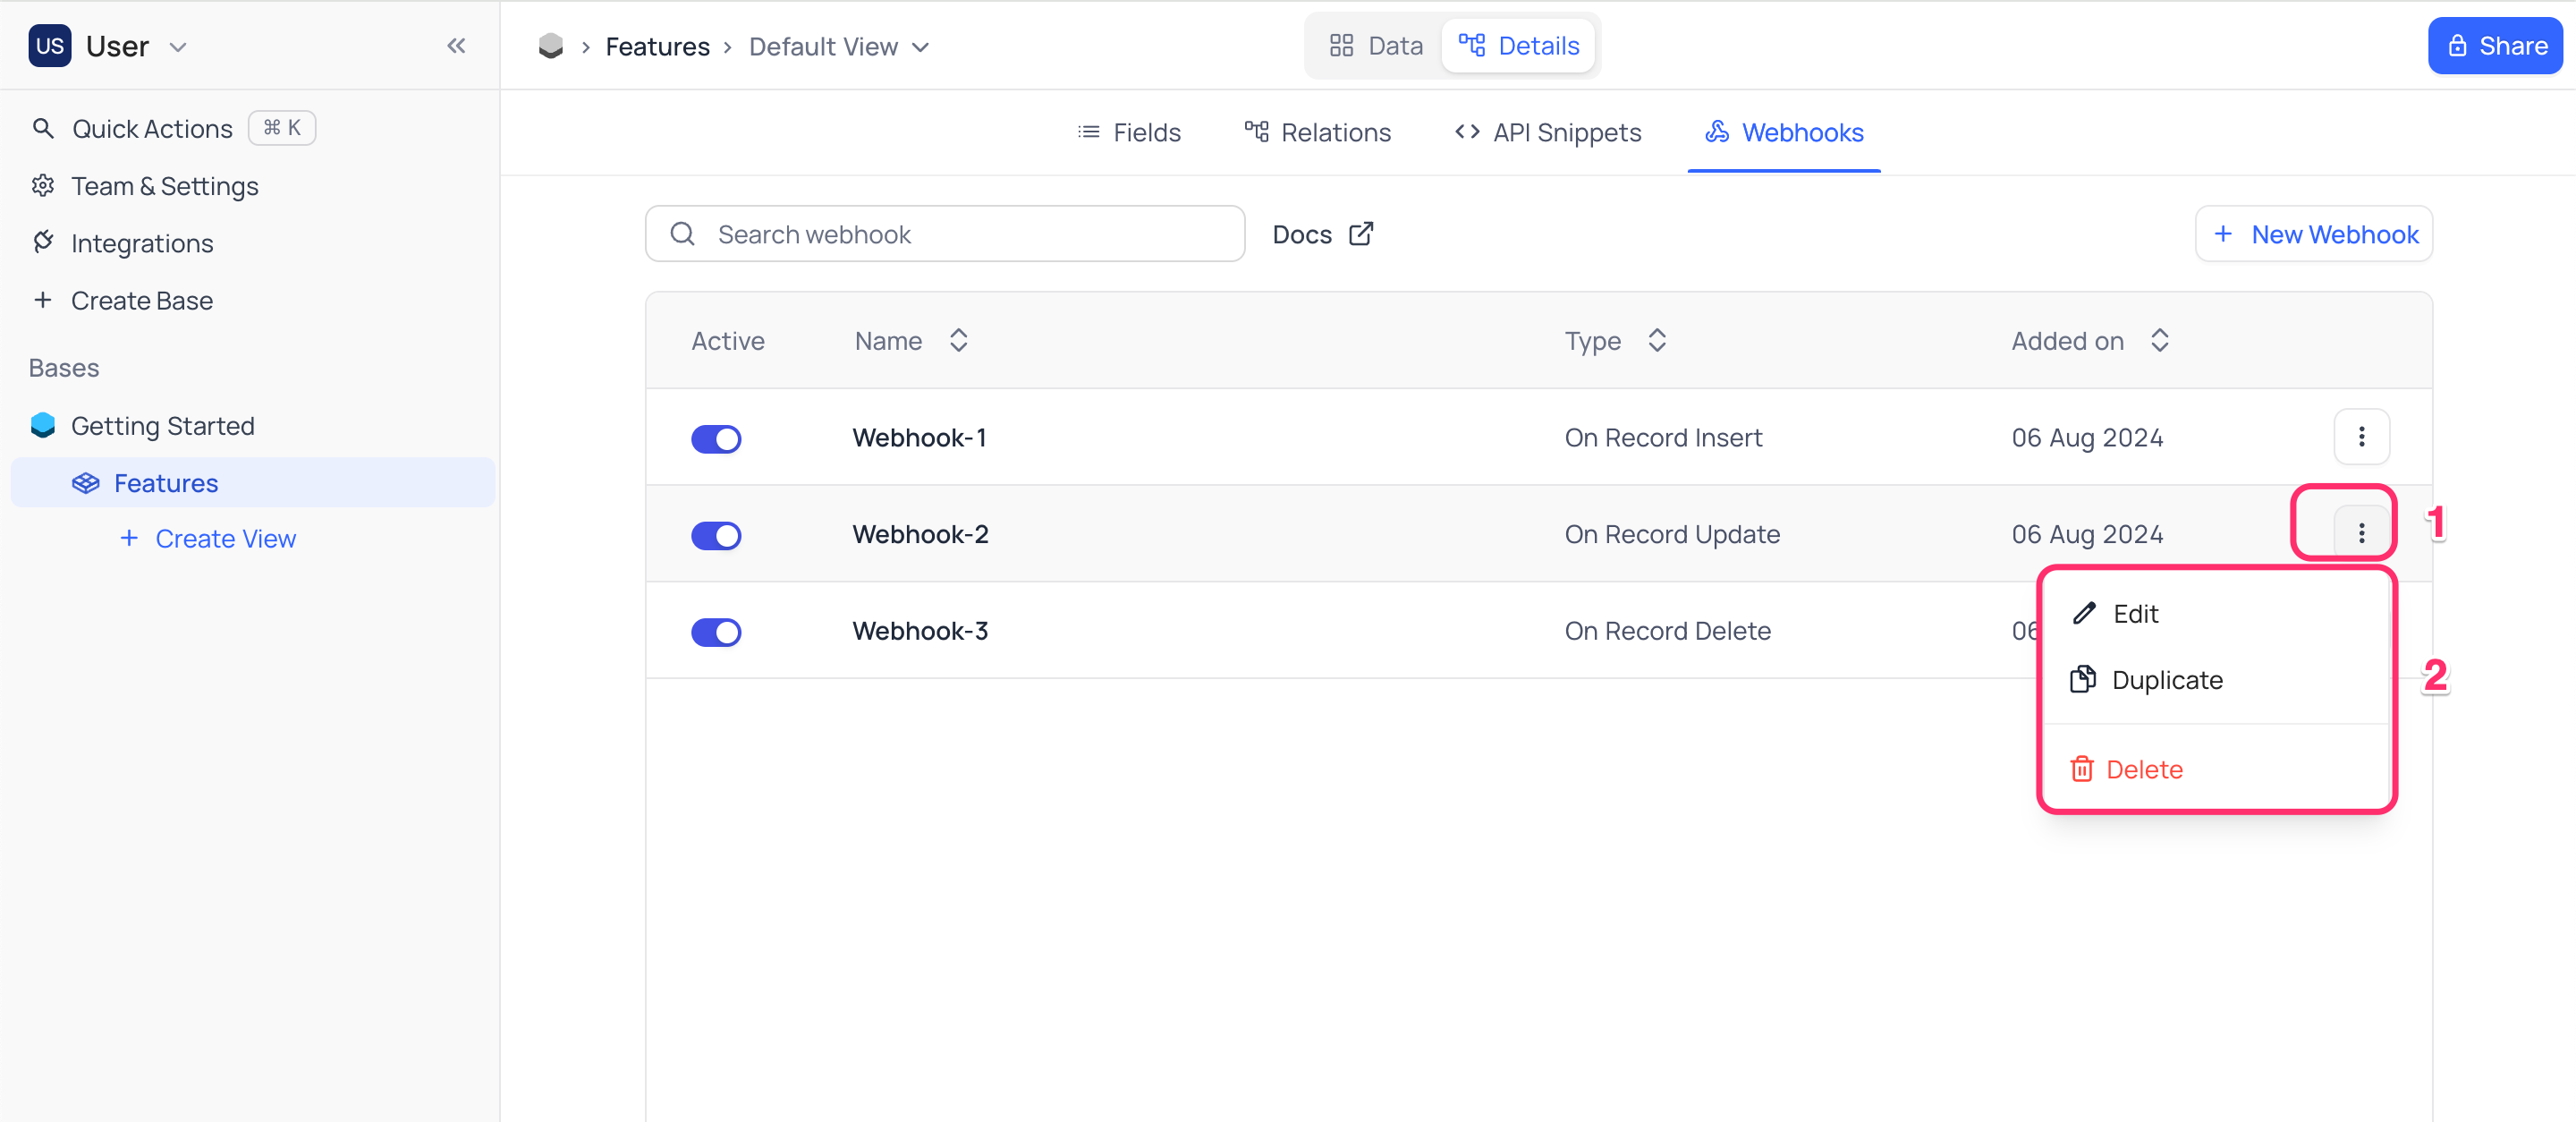 US User
Features Default View
Data Details
Share
Quick Actions ⌘ K
Team & Settings
Integrations
Create Base
Bases
Getting Started
Features
Create View
Fields Relations API Snippets Webhooks
Search webhook Docs New Webhook
Active Name Type Added on
Webhook-1 On Record Insert 06 Aug 2024
Webhook-2 On Record Update 06 Aug 2024
1
Webhook-3 On Record Delete 06
Edit
Duplicate
2
Delete